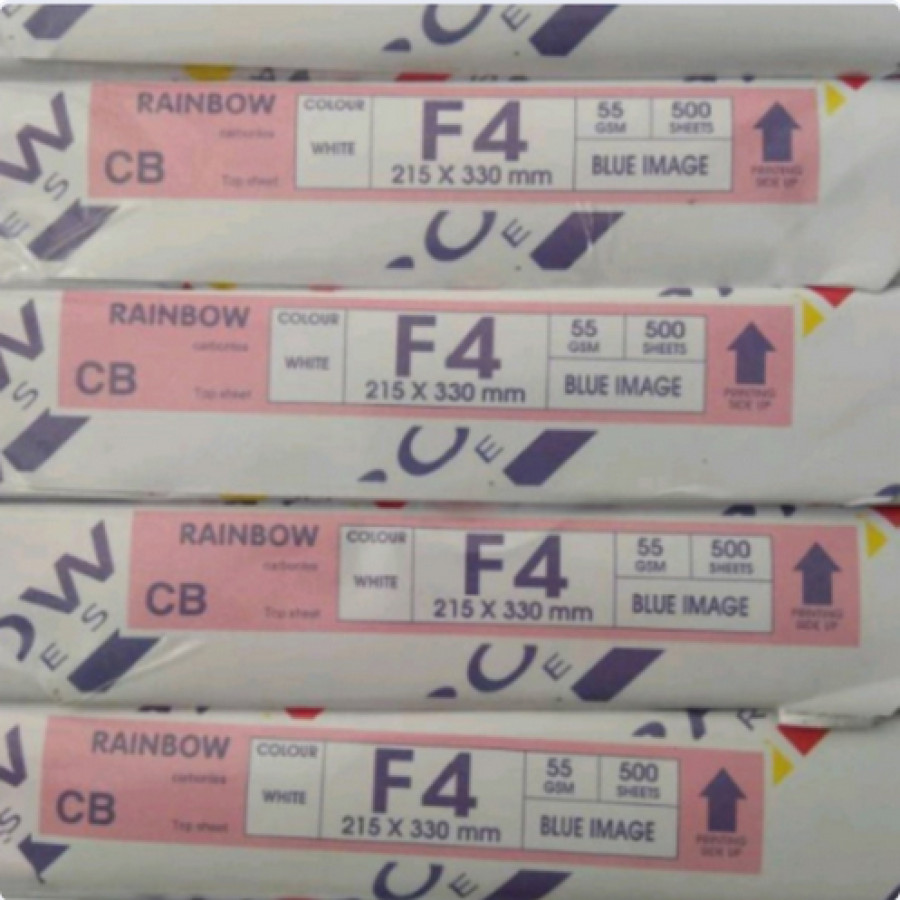 RAINBOW
carbonless
CB
Top sheet
COLOUR
WHITE
F4
215 X 330 mm
55
GSM
500
SHEETS
BLUE IMAGE
PRINTING
SIDE UP
RAINBOW
carbonless
CB
Top sheet
COLOUR
WHITE
F4
215 X 330 mm
55
GSM
500
SHEETS
BLUE IMAGE
PRINTING
SIDE UP
RAINBOW
carbonless
CB
Top sheet
COLOUR
WHITE
F4
215 X 330 mm
55
GSM
500
SHEETS
BLUE IMAGE
PRINTING
SIDE UP
RAINBOW
carbonless
CB
Top sheet
COLOUR
WHITE
F4
215 X 330 mm
55
GSM
500
SHEETS
BLUE IMAGE
PRINTING
SIDE UP